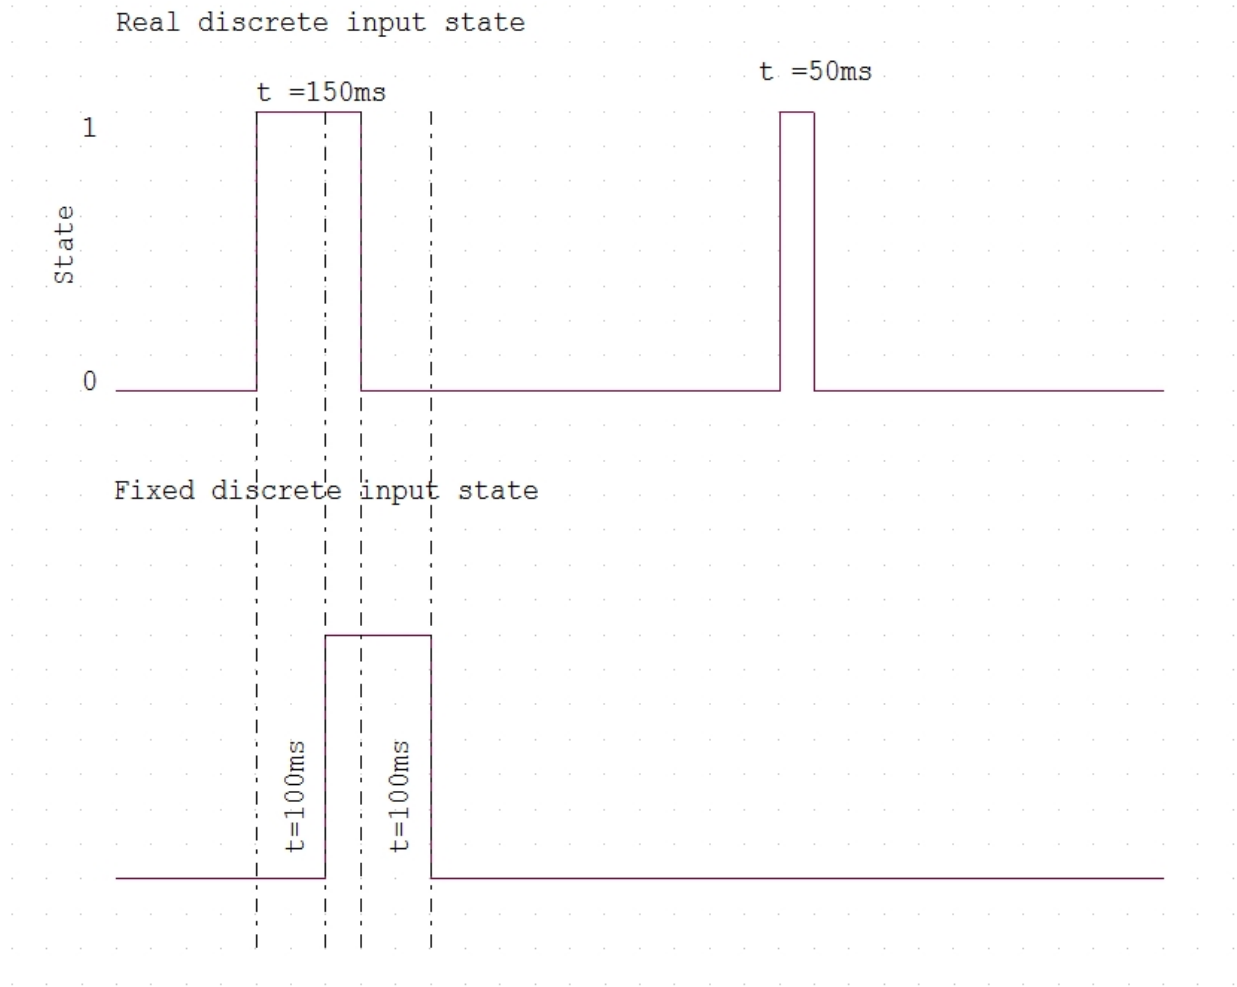 Real discrete input state
t =50ms
t =150ms
1
State
0
Fixed discrete input state
t=100ms
t=100ms